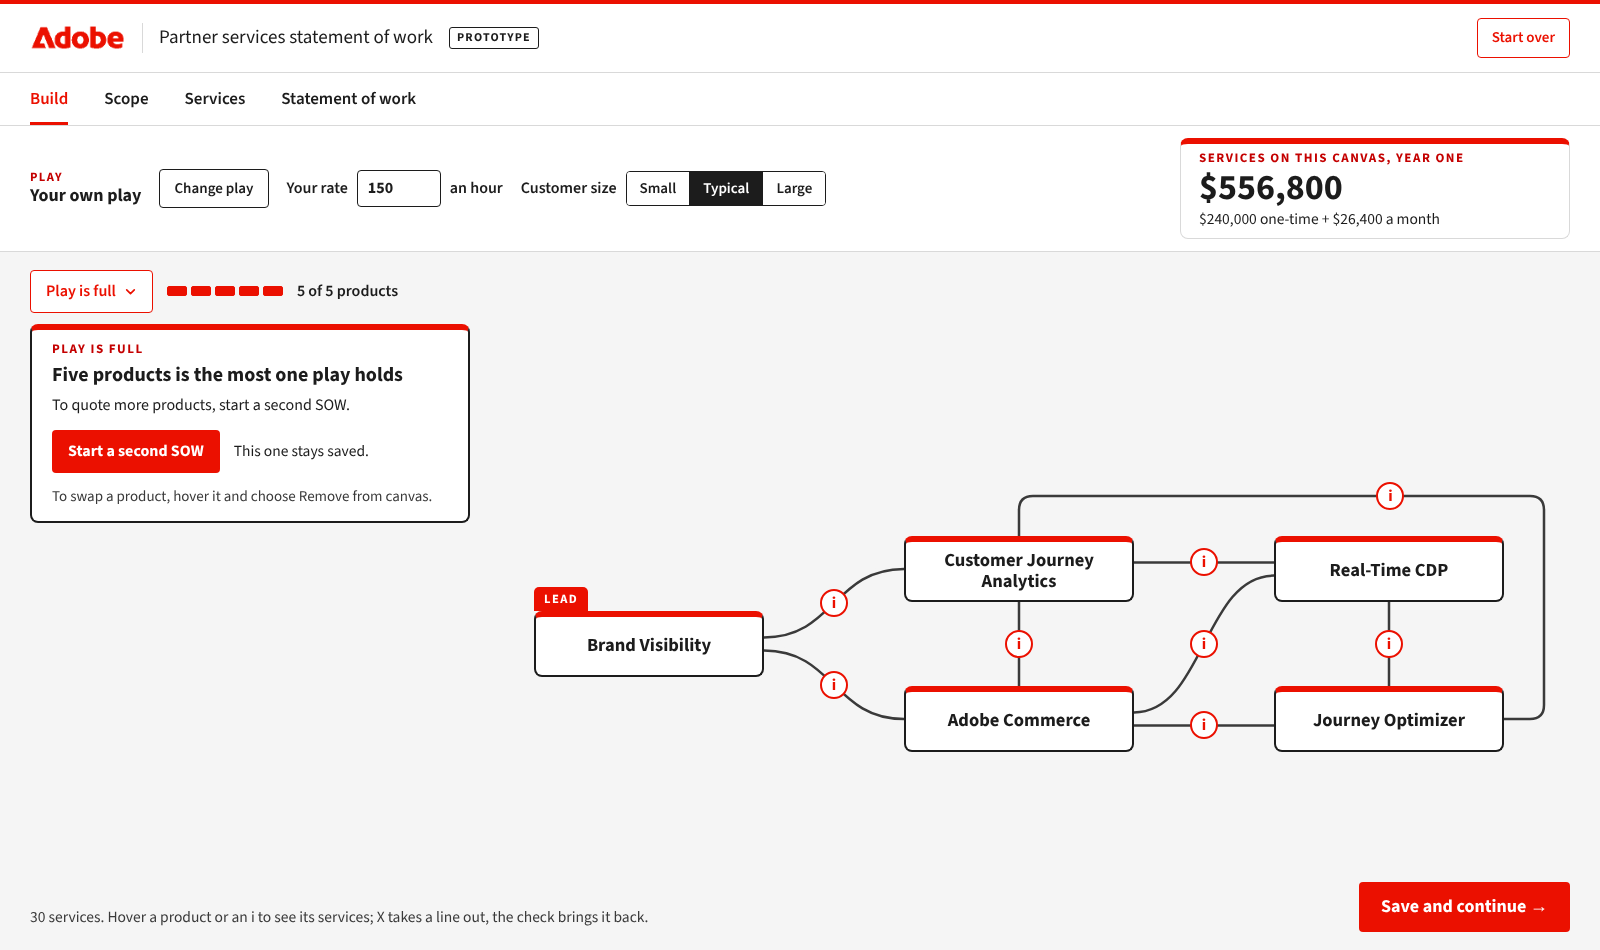 Adobe
Partner services statement of work
PROTOTYPE
Start over
Build
Scope
Services
Statement of work
PLAY
Your own play
Change play
Your rate
150
an hour
Customer size
Small
Typical
Large
SERVICES ON THIS CANVAS, YEAR ONE
$556,800
$240,000 one-time + $26,400 a month
Play is full
5 of 5 products
PLAY IS FULL
Five products is the most one play holds
To quote more products, start a second SOW.
Start a second SOW
This one stays saved.
To swap a product, hover it and choose Remove from canvas.
i
Customer Journey
Analytics
i
Real-Time CDP
LEAD
i
Brand Visibility
i
i
i
i
Adobe Commerce
i
Journey Optimizer
30 services. Hover a product or an i to see its services; X takes a line out, the check brings it back.
Save and continue →